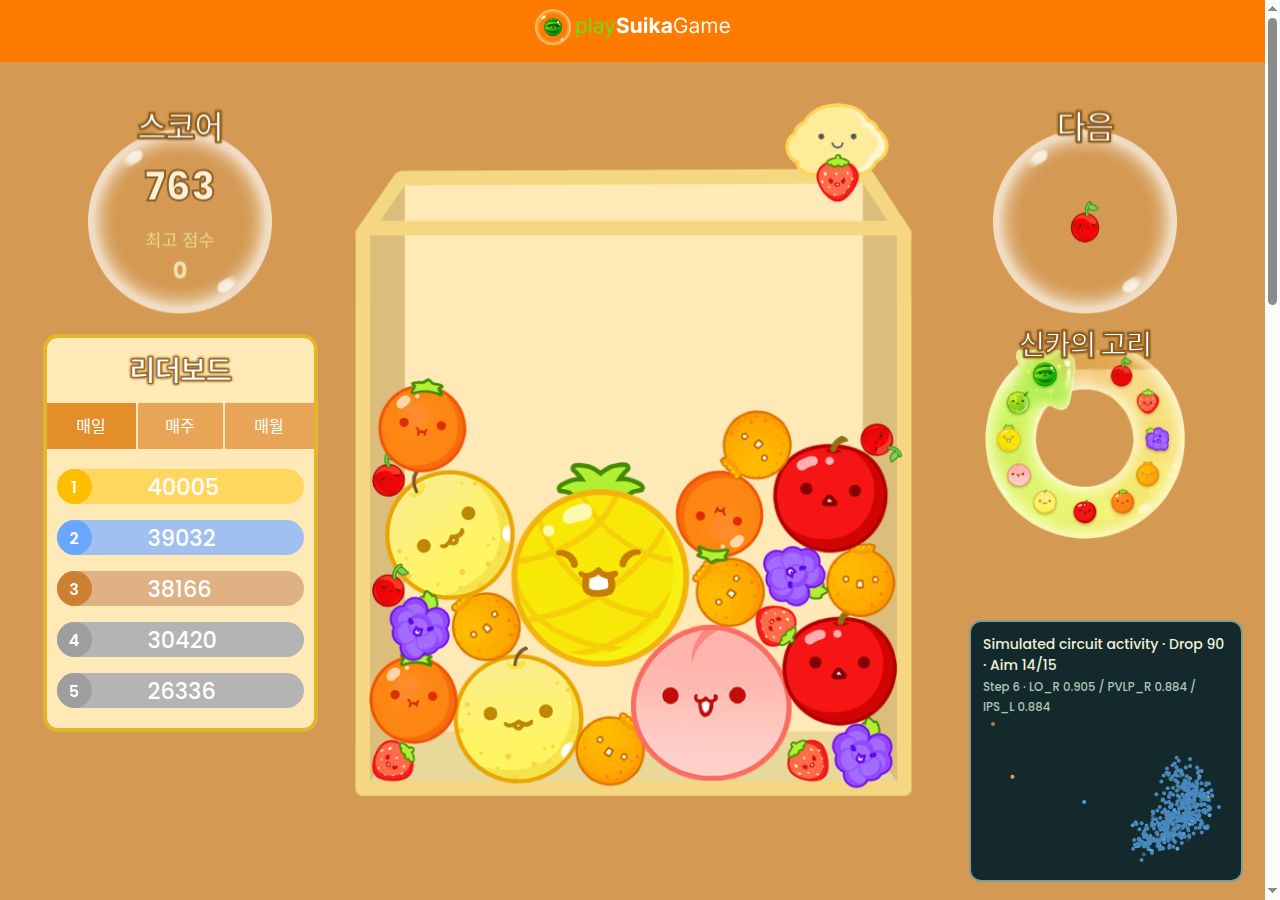 playSuikaGame
스코어
763
최고 점수
0
리더보드
매일 매주 매월
1 40005
2 39032
3 38166
4 30420
5 26336
다음
신카의 고리
Simulated circuit activity · Drop 90
· Aim 14/15
Step 6 · LO_R 0.905 / PVLP_R 0.884 /
IPS_L 0.884